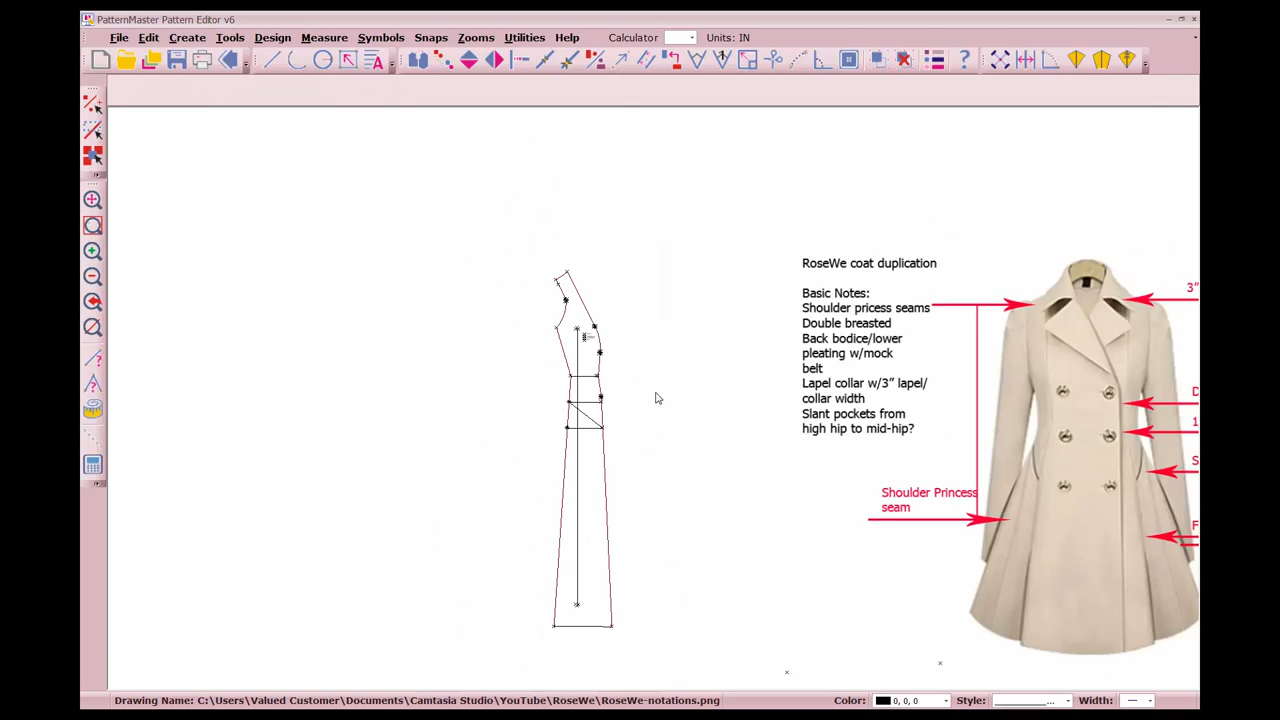 PatternMaster Pattern Editor v6
File Edit Create Tools Design Measure Symbols Snaps Zooms Utilities Help Calculator Units: IN
RoseWe coat duplication
Basic Notes:
Shoulder pricess seams
Double breasted
Back bodice/lower
pleating w/mock
belt
Lapel collar w/3" lapel/
collar width
Slant pockets from
high hip to mid-hip?
3"
D
1
S
Shoulder Princess
seam
F
Drawing Name: C:\Users\Valued Customer\Documents\Camtasia Studio\YouTube\RoseWe\RoseWe-notations.png Color: 0, 0, 0 Style: ... Width: